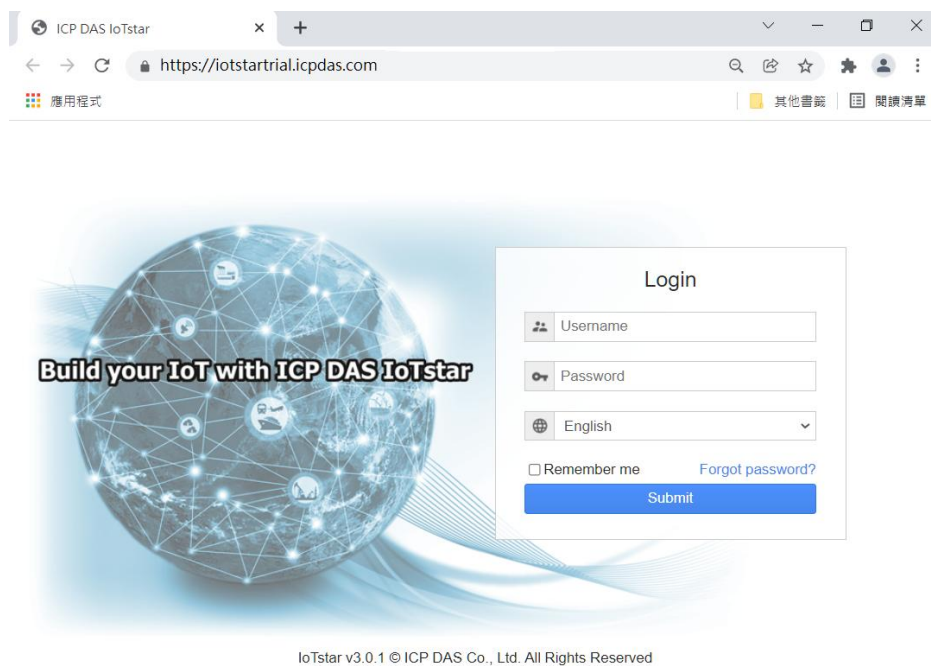 ICP DAS IoTstar
https://iotstartrial.icpdas.com
應用程式
其他書籤
閱讀清單
Build your IoT with ICP DAS IoTstar
Login
Username
Password
English
Remember me
Forgot password?
Submit
IoTstar v3.0.1 © ICP DAS Co., Ltd. All Rights Reserved